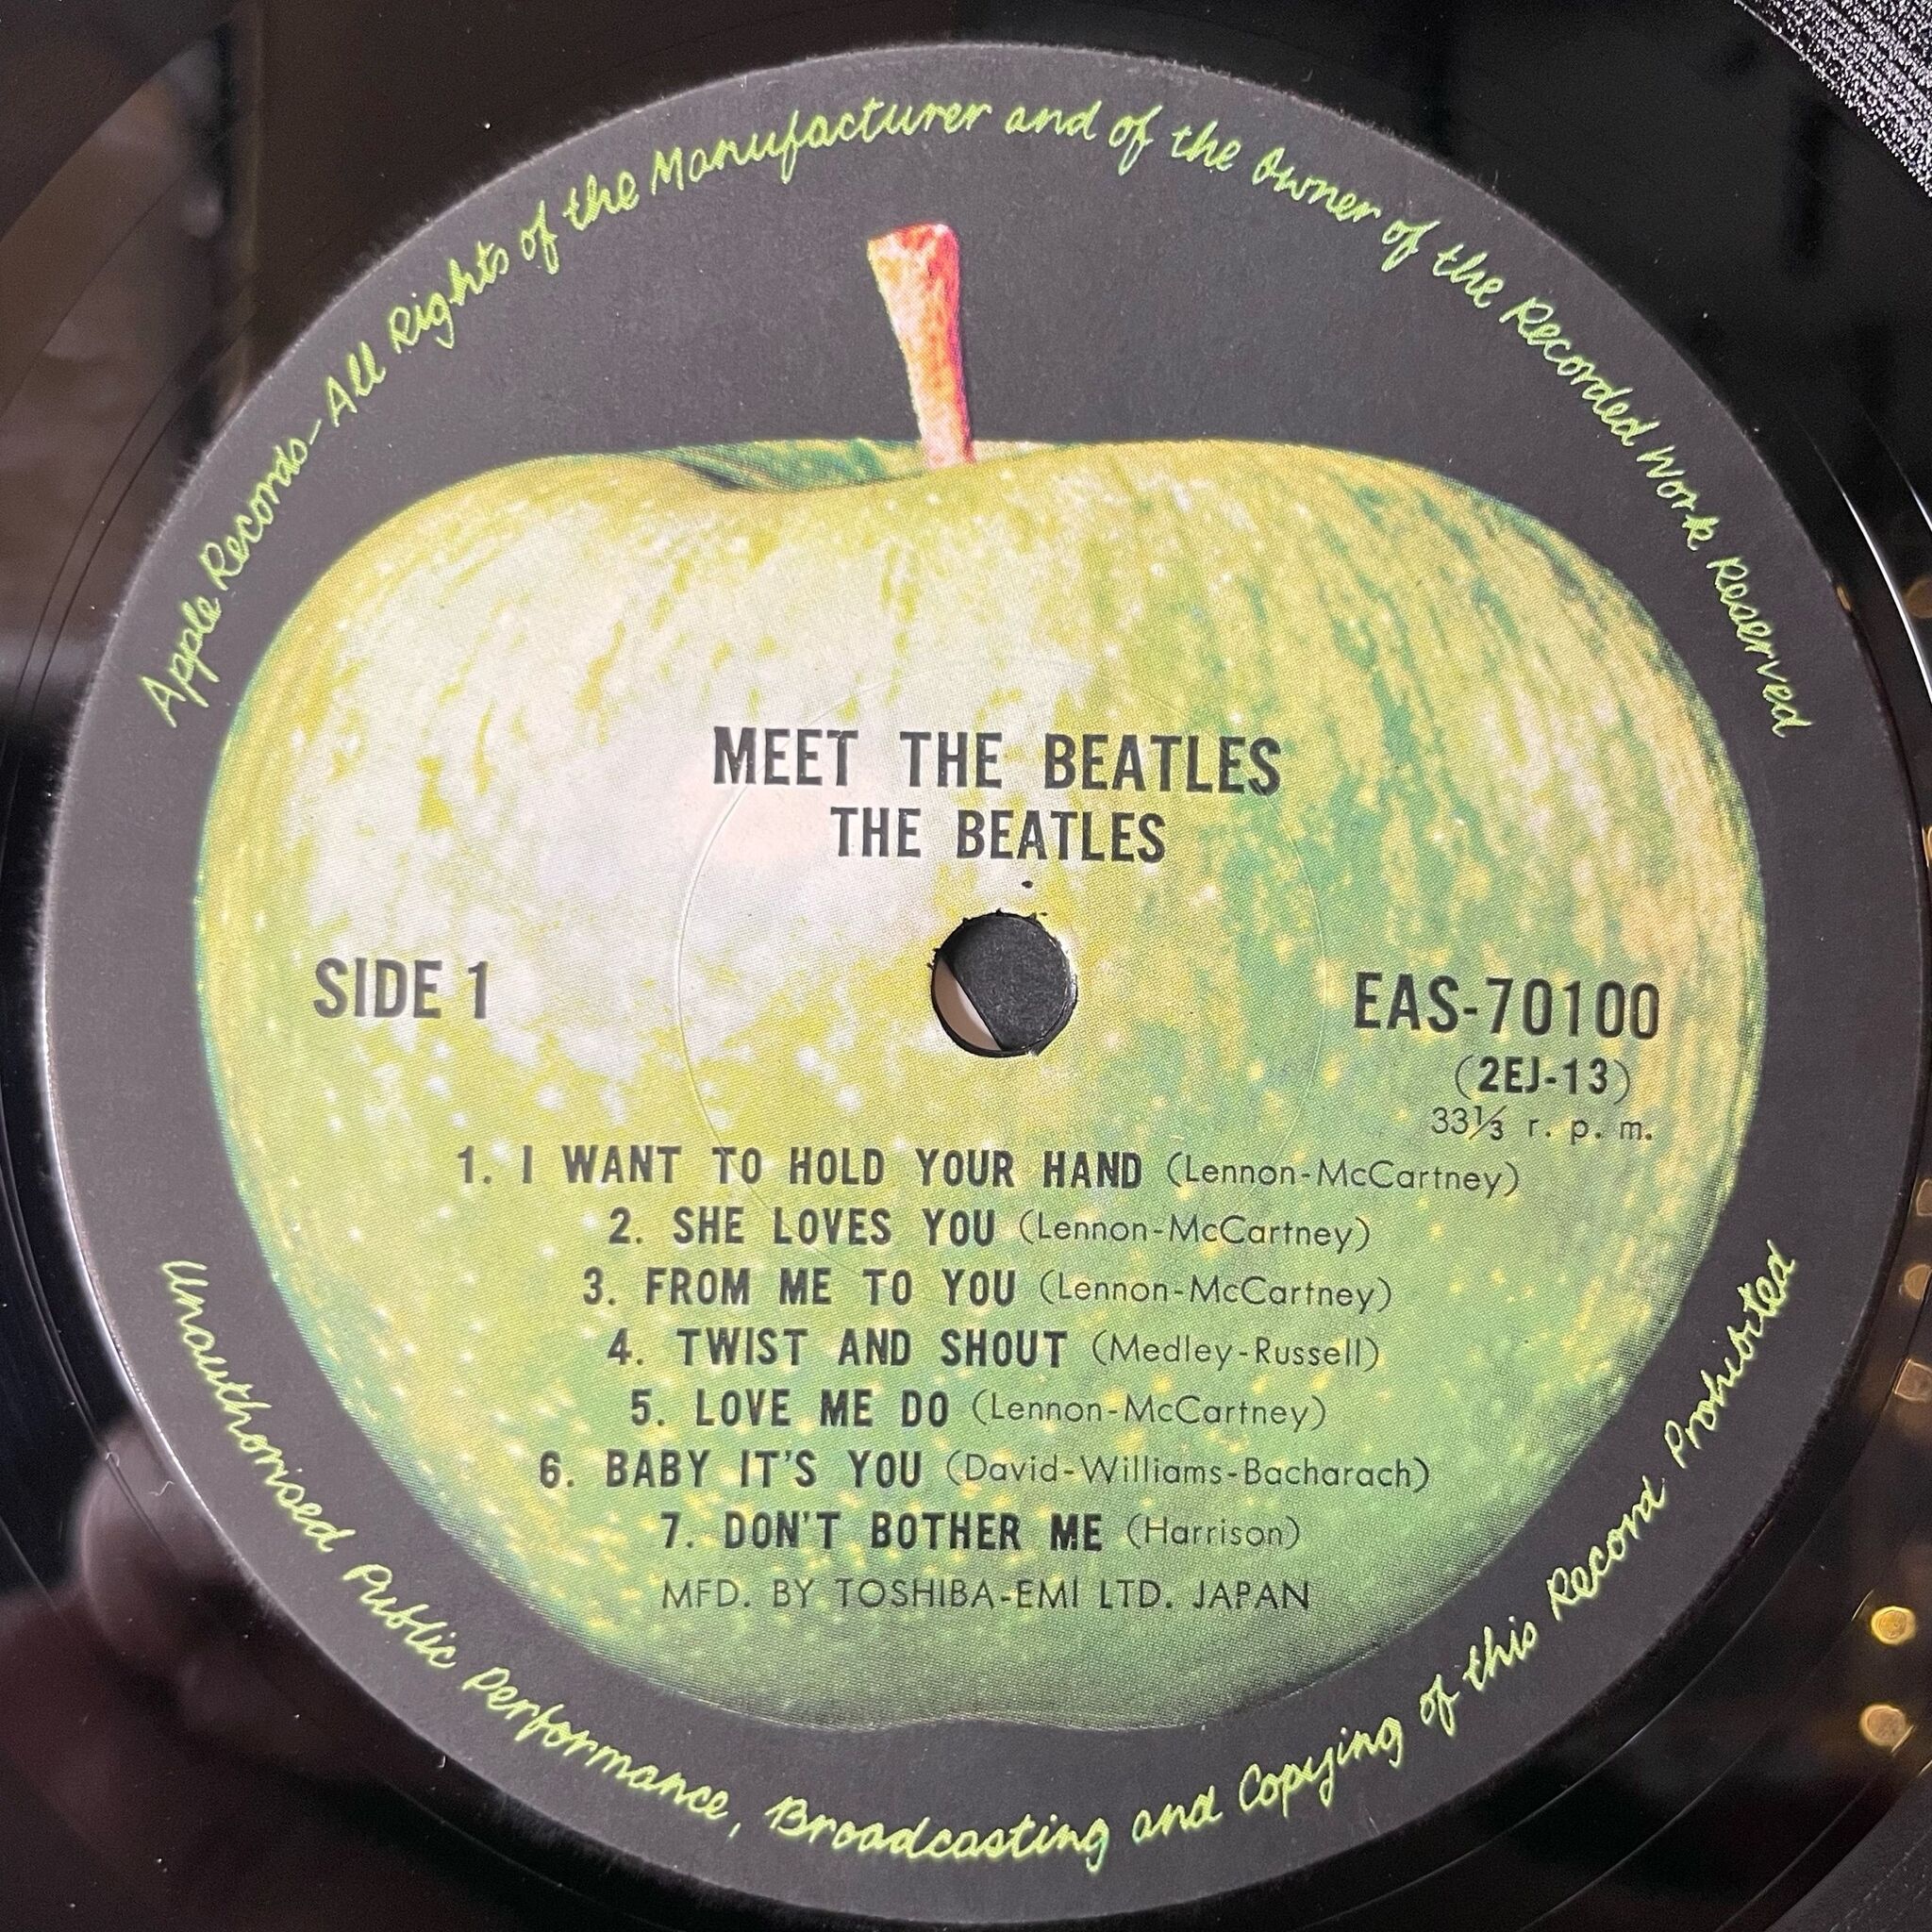 Apple Records-All Rights of the Manufacturer and of the Owner of the Recorded Work Reserved
MEET THE BEATLES
THE BEATLES
SIDE 1
EAS-70100
(2EJ-13)
33⅓ r. p. m.
1. I WANT TO HOLD YOUR HAND (Lennon-McCartney)
2. SHE LOVES YOU (Lennon-McCartney)
3. FROM ME TO YOU (Lennon-McCartney)
4. TWIST AND SHOUT (Medley-Russell)
5. LOVE ME DO (Lennon-McCartney)
6. BABY IT'S YOU (David-Williams-Bacharach)
7. DON'T BOTHER ME (Harrison)
MFD. BY TOSHIBA-EMI LTD. JAPAN
Unauthorised Public Performance, Broadcasting and Copying of this Record Prohibited